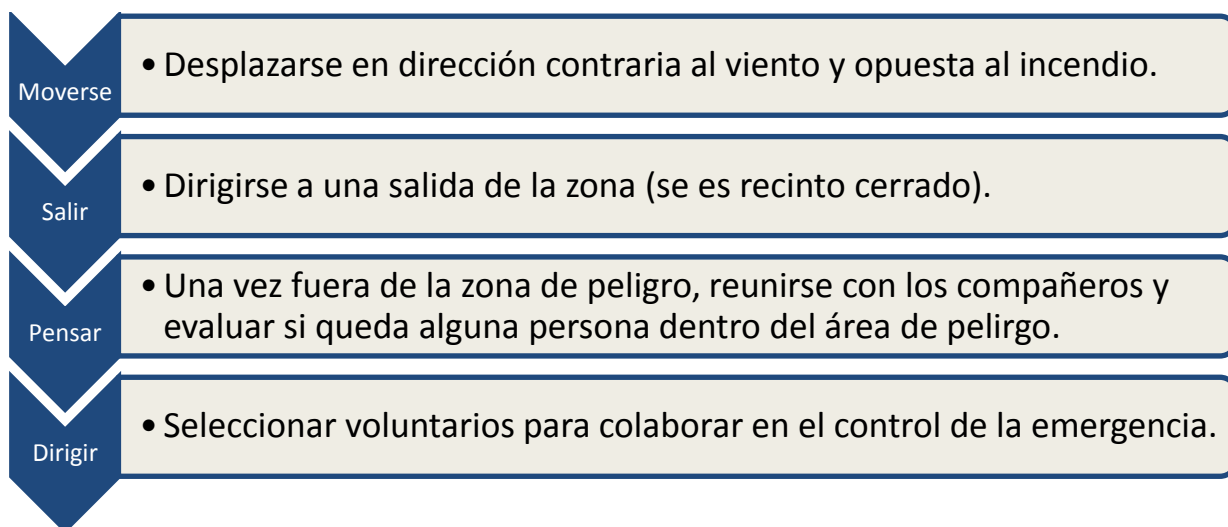 Moverse
• Desplazarse en dirección contraria al viento y opuesta al incendio.
Salir
• Dirigirse a una salida de la zona (se es recinto cerrado).
Pensar
• Una vez fuera de la zona de peligro, reunirse con los compañeros y
evaluar si queda alguna persona dentro del área de pelirgo.
Dirigir
• Seleccionar voluntarios para colaborar en el control de la emergencia.